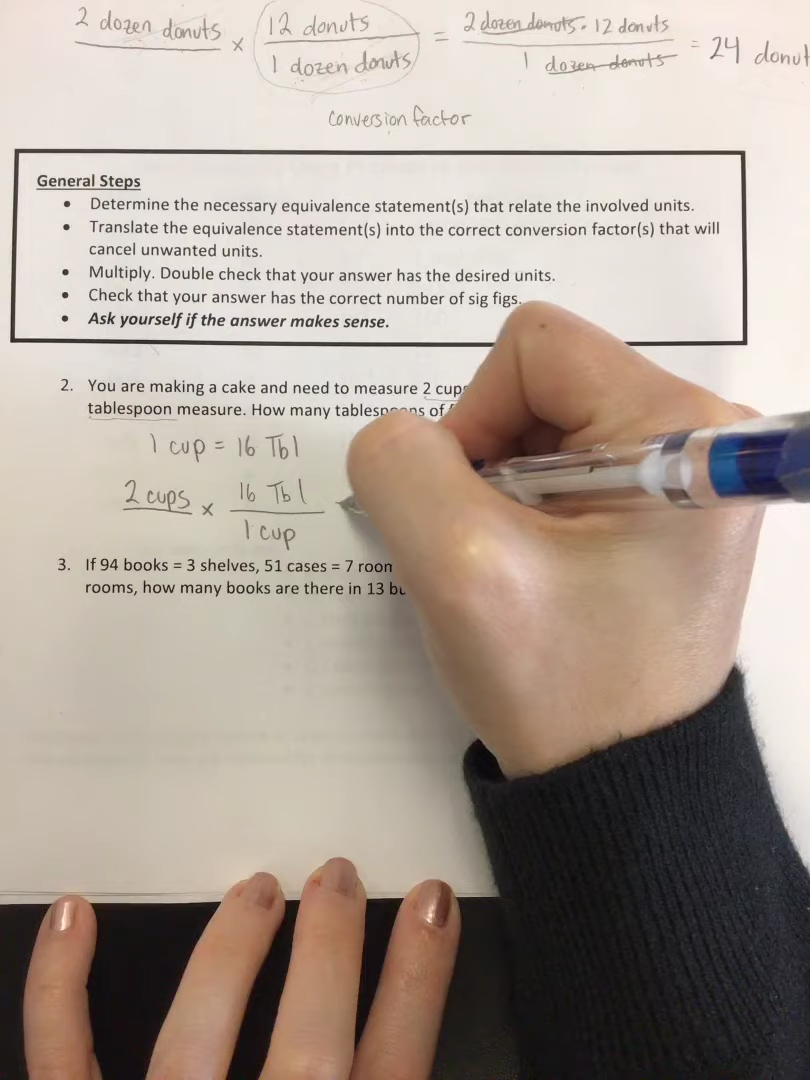 2 dozen donuts × 12 donuts / 1 dozen donuts = 2 dozen donuts · 12 donuts / 1 dozen donuts = 24 donut
Conversion factor
General Steps
• Determine the necessary equivalence statement(s) that relate the involved units.
• Translate the equivalence statement(s) into the correct conversion factor(s) that will
cancel unwanted units.
• Multiply. Double check that your answer has the desired units.
• Check that your answer has the correct number of sig figs.
• Ask yourself if the answer makes sense.
2. You are making a cake and need to measure 2 cup
tablespoon measure. How many tablespoons of
1 cup = 16 Tbl
2 cups × 16 Tbl / 1 cup
3. If 94 books = 3 shelves, 51 cases = 7 room
rooms, how many books are there in 13 bu